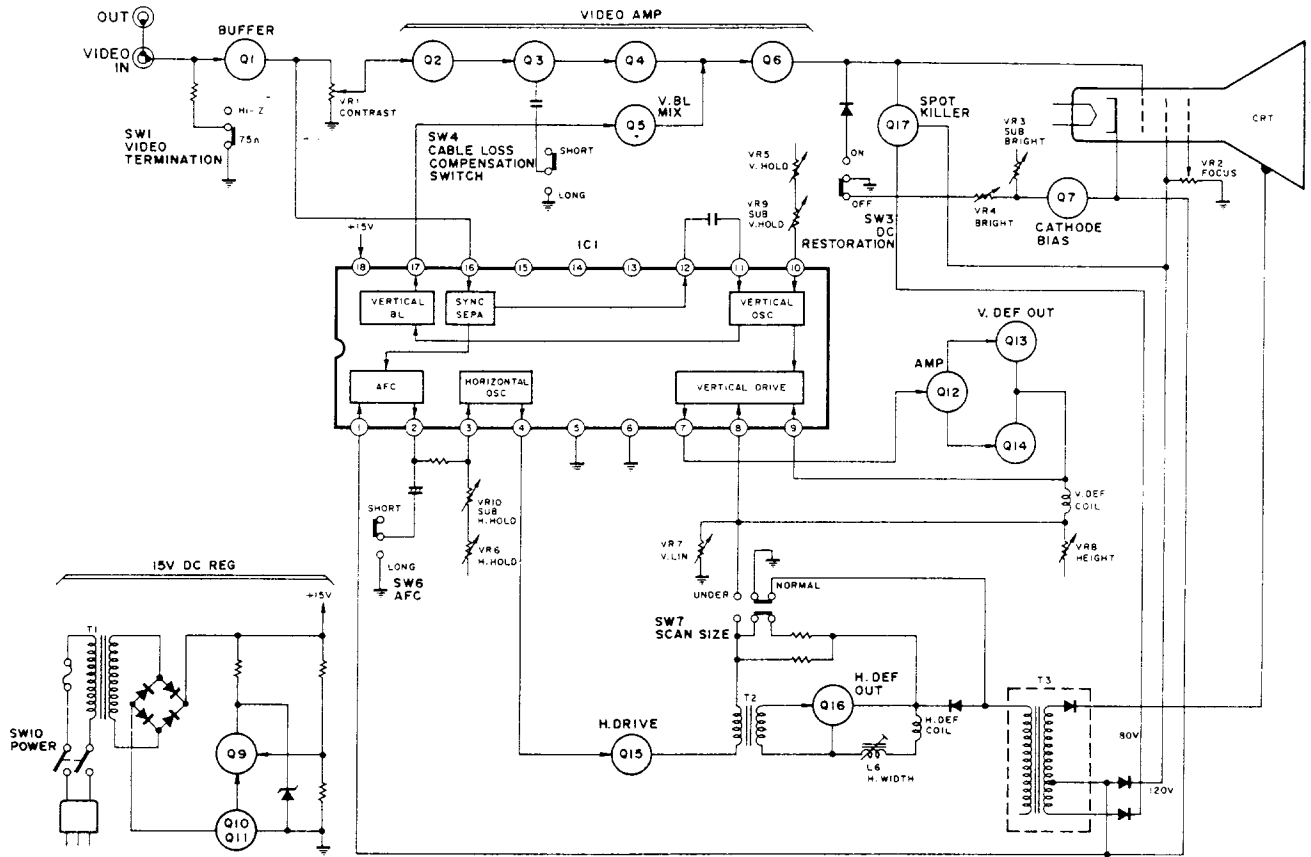 OUT
VIDEO IN
BUFFER
Q1
Hi-Z
75n
SW1
VIDEO
TERMINATION
VR1
CONTRAST
VIDEO AMP
Q2
Q3
Q4
Q6
Q5
V.BL
MIX
SW4
CABLE LOSS
COMPENSATION
SWITCH
SHORT
LONG
VR5
V.HOLD
VR9
SUB
V.HOLD
ON
OFF
SW3
DC
RESTORATION
SPOT
KILLER
Q17
VR3
SUB
BRIGHT
VR4
BRIGHT
Q7
CATHODE
BIAS
CRT
VR2
FOCUS
+15V
IC1
18
17
16
15
14
13
12
11
10
VERTICAL
BL
SYNC
SEPA
VERTICAL
OSC
AFC
HORIZONTAL
OSC
VERTICAL DRIVE
1
2
3
4
5
6
7
8
9
V. DEF OUT
Q13
AMP
Q12
Q14
V.DEF
COIL
VR8
HEIGHT
SHORT
LONG
SW6
AFC
VR10
SUB
H.HOLD
VR6
H.HOLD
VR7
V.LIN
UNDER
NORMAL
SW7
SCAN SIZE
15V DC REG
+15V
T1
SW10
POWER
Q9
Q10
Q11
H.DRIVE
Q15
T2
H.DEF
OUT
Q16
H.DEF
COIL
L6
H.WIDTH
T3
80V
120V